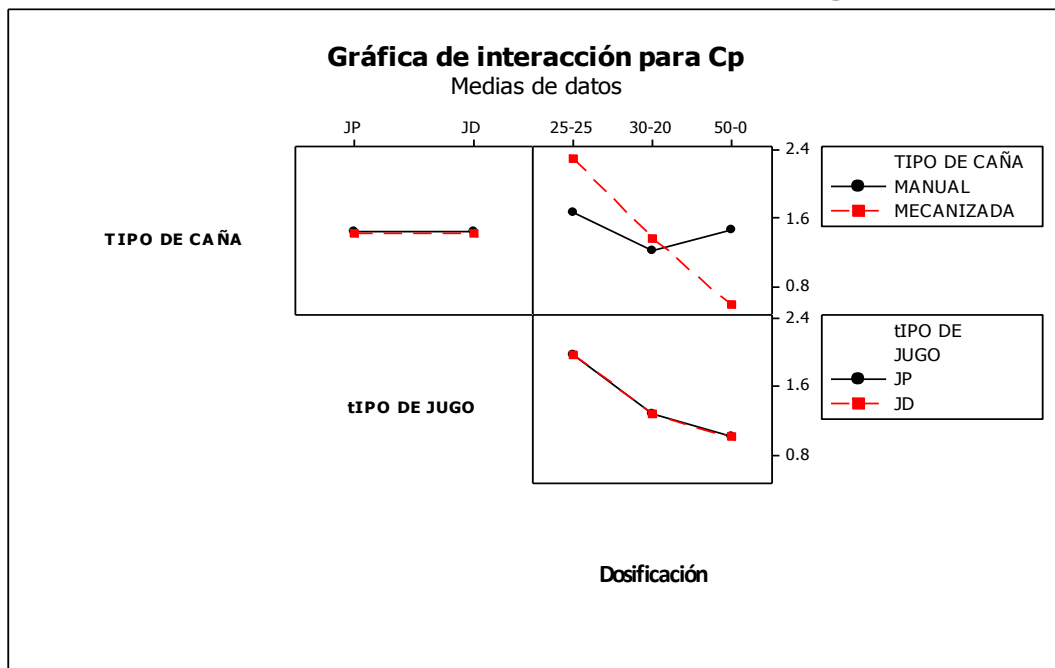 Gráfica de interacción para Cp
Medias de datos
JP JD 25-25 30-20 50-0
2.4
1.6
0.8
TIPO DE CAÑA
MANUAL
MECANIZADA
TIPO DE CAÑA
2.4
1.6
0.8
tIPO DE
JUGO
JP
JD
tIPO DE JUGO
Dosificación